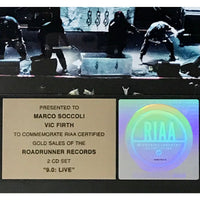 PRESENTED TO
MARCO SOCCOLI
VIC FIRTH
TO COMMEMORATE RIAA CERTIFIED
GOLD SALES OF THE
ROADRUNNER RECORDS
2 CD SET
"9.0: LIVE"
RIAA